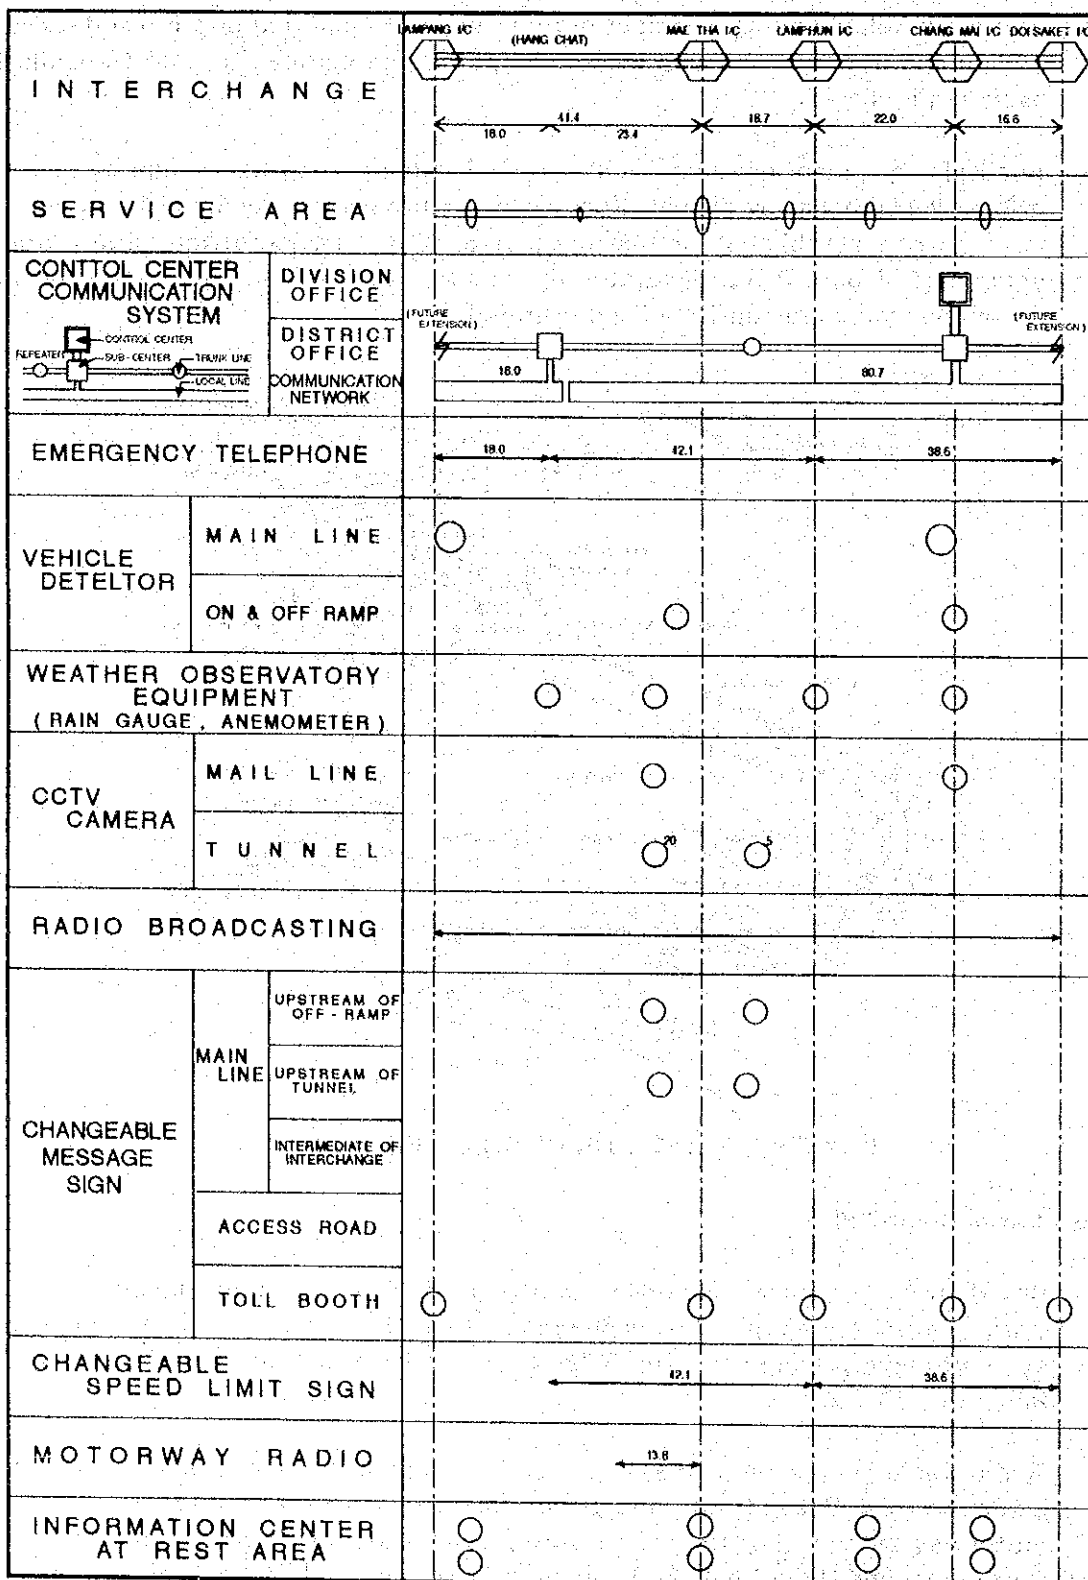 LAMPANG I/C (HANG CHAT) MAE THA I/C LAMPHUN I/C CHIANG MAI I/C DOI SAKET I/C
INTERCHANGE
41.4 18.7 22.0 16.6
18.0 23.4
SERVICE AREA
CONTTOL CENTER
COMMUNICATION
SYSTEM
CONTROL CENTER
REPEATER
SUB-CENTER
TRUNK LINE
LOCAL LINE
DIVISION
OFFICE
DISTRICT
OFFICE
COMMUNICATION
NETWORK
(FUTURE
EXTENSION)
(FUTURE
EXTENSION)
18.0 80.7
EMERGENCY TELEPHONE
18.0 42.1 38.6
VEHICLE
DETELTOR
MAIN LINE
ON & OFF RAMP
WEATHER OBSERVATORY
EQUIPMENT
(RAIN GAUGE, ANEMOMETER)
CCTV
CAMERA
MAIL LINE
TUNNEL
20 5
RADIO BROADCASTING
CHANGEABLE
MESSAGE
SIGN
MAIN
LINE
UPSTREAM OF
OFF-RAMP
UPSTREAM OF
TUNNEL
INTERMEDIATE OF
INTERCHANGE
ACCESS ROAD
TOLL BOOTH
CHANGEABLE
SPEED LIMIT SIGN
42.1 38.6
MOTORWAY RADIO
13.8
INFORMATION CENTER
AT REST AREA